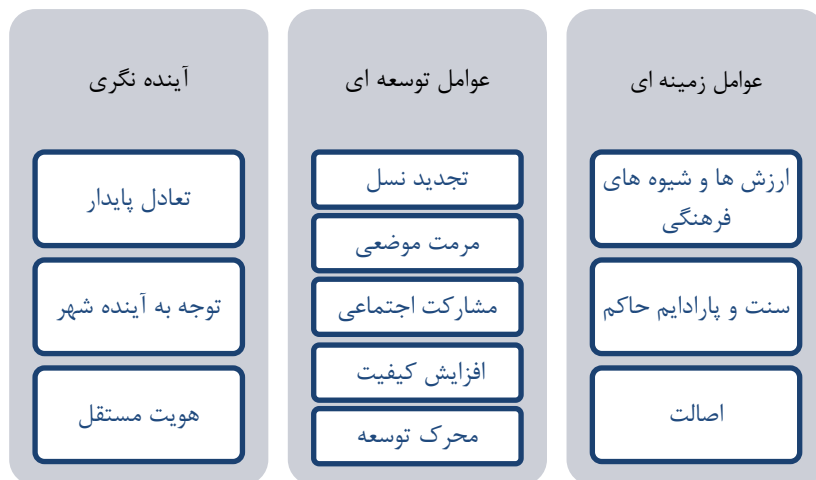 عوامل زمینه ای
ارزش ها و شیوه های
فرهنگی
سنت و پارادایم حاکم
اصالت
عوامل توسعه ای
تجدید نسل
مرمت موضعی
مشارکت اجتماعی
افزایش کیفیت
محرک توسعه
آینده نگری
تعادل پایدار
توجه به آینده شهر
هویت مستقل